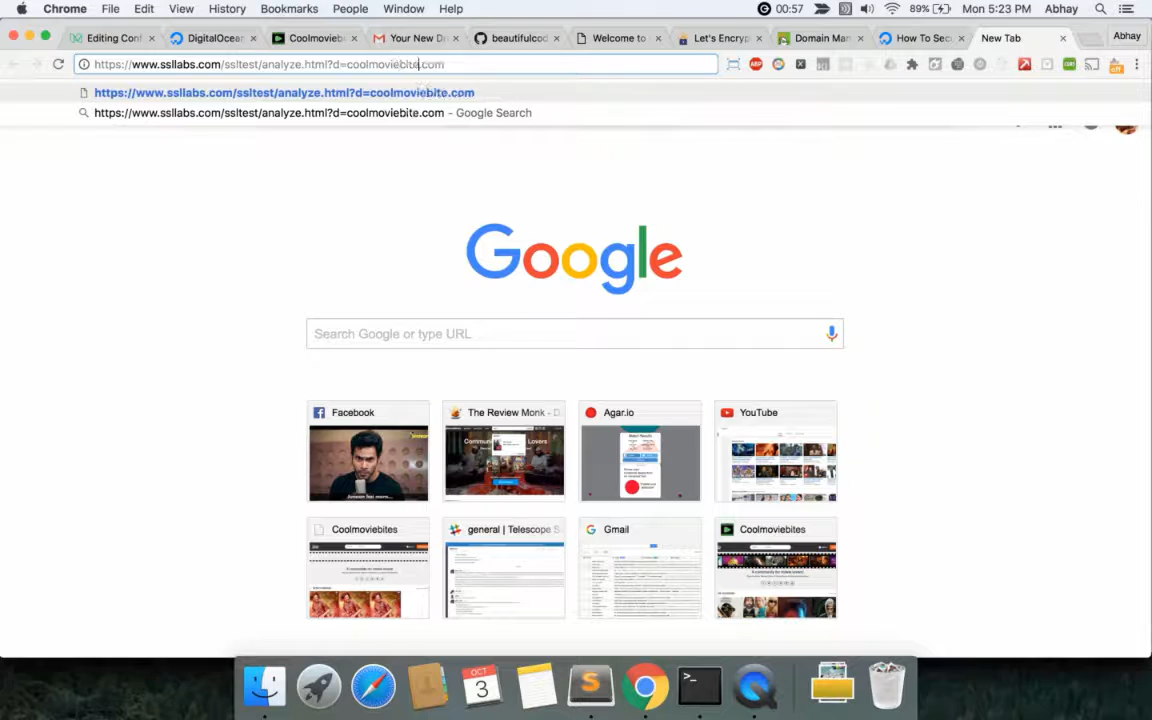 Chrome File Edit View History Bookmarks People Window Help 00:57 89% Mon 5:23 PM Abhay
Editing Con DigitalOcean Coolmoviebi Your New D beautifulcod Welcome to Let's Encryp Domain Man How To Sec New Tab Abhay
https://www.ssllabs.com/ssltest/analyze.html?d=coolmoviebite.com
off
https://www.ssllabs.com/ssltest/analyze.html?d=coolmoviebite.com
https://www.ssllabs.com/ssltest/analyze.html?d=coolmoviebite.com - Google Search
Google
Search Google or type URL
Facebook The Review Monk - D Agar.io YouTube
Coolmoviebites general | Telescope S Gmail Coolmoviebites
OCT
3